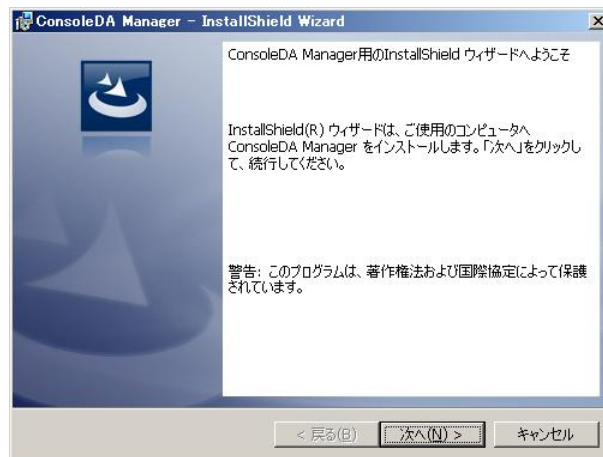 ConsoleDA Manager - InstallShield Wizard
ConsoleDA Manager用のInstallShield ウィザードへようこそ
InstallShield(R) ウィザードは、ご使用のコンピュータへ
ConsoleDA Manager をインストールします。「次へ」をクリックし
て、続行してください。
警告: このプログラムは、著作権法および国際協定によって保護
されています。
< 戻る(B)
次へ(N) >
キャンセル